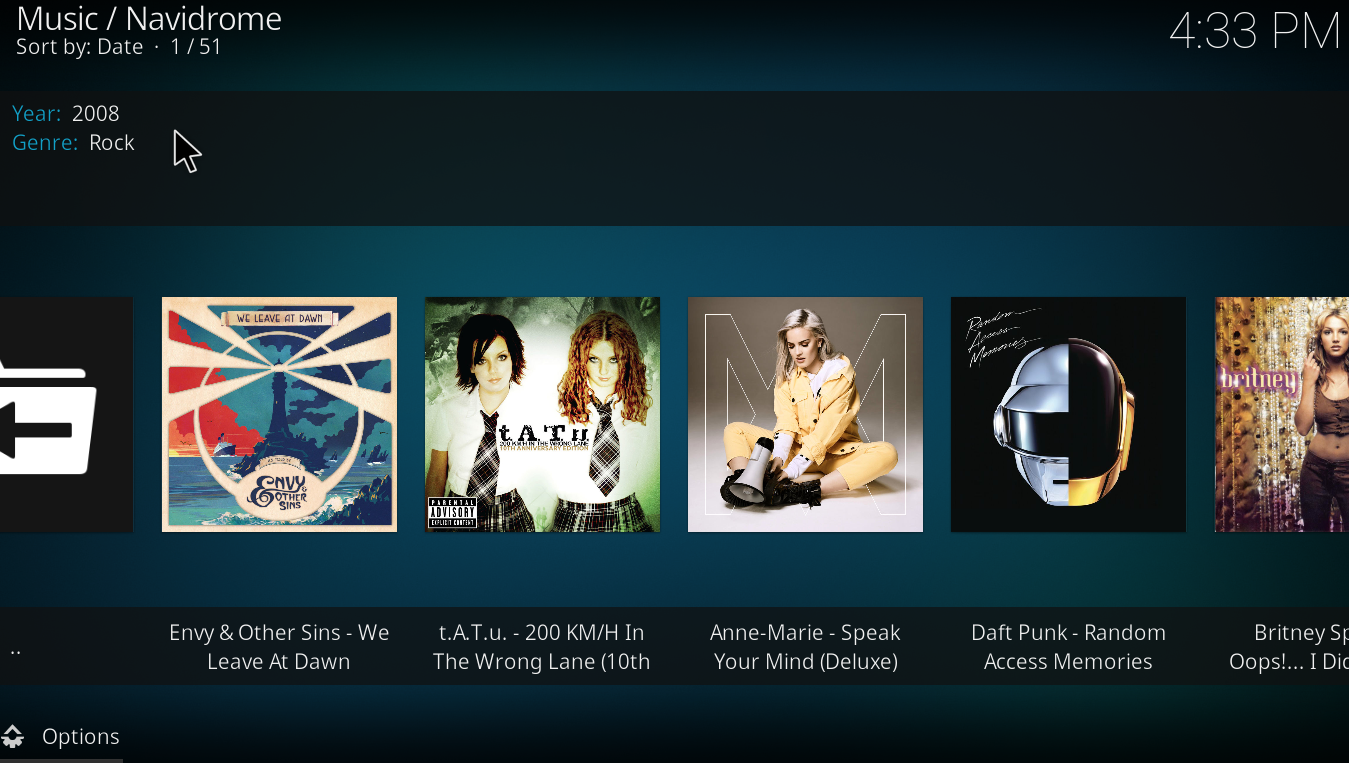 Music / Navidrome
Sort by: Date · 1 / 51
4:33 PM
Year: 2008
Genre: Rock
WE LEAVE AT DAWN
ENVY &
OTHER
SINS
t.A.T.u.
200 KM/H IN THE WRONG LANE
10TH ANNIVERSARY EDITION
PARENTAL
ADVISORY
EXPLICIT CONTENT
Random
Access
Memories
britney
..
Envy & Other Sins - We
Leave At Dawn
t.A.T.u. - 200 KM/H In
The Wrong Lane (10th
Anne-Marie - Speak
Your Mind (Deluxe)
Daft Punk - Random
Access Memories
Britney Sp
Oops!... I Did
Options